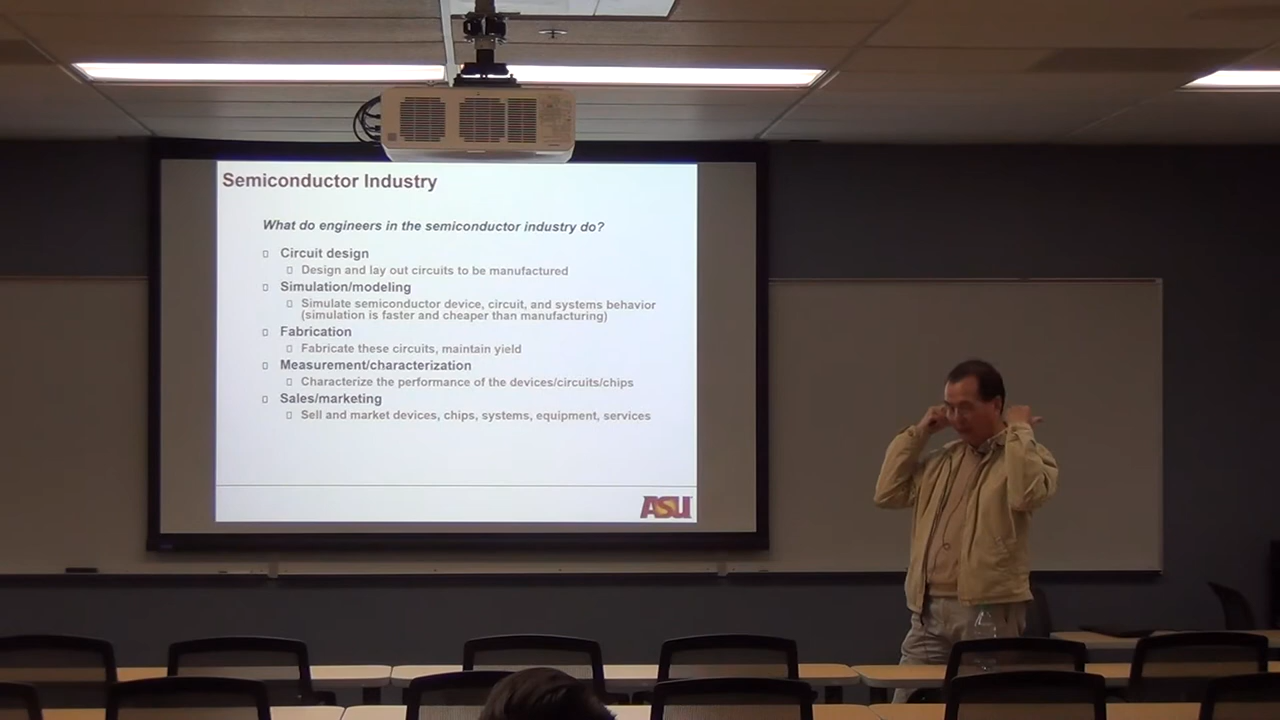 Semiconductor Industry
What do engineers in the semiconductor industry do?
Circuit design
Design and lay out circuits to be manufactured
Simulation/modeling
Simulate semiconductor device, circuit, and systems behavior
(simulation is faster and cheaper than manufacturing)
Fabrication
Fabricate these circuits, maintain yield
Measurement/characterization
Characterize the performance of the devices/circuits/chips
Sales/marketing
Sell and market devices, chips, systems, equipment, services
ASU